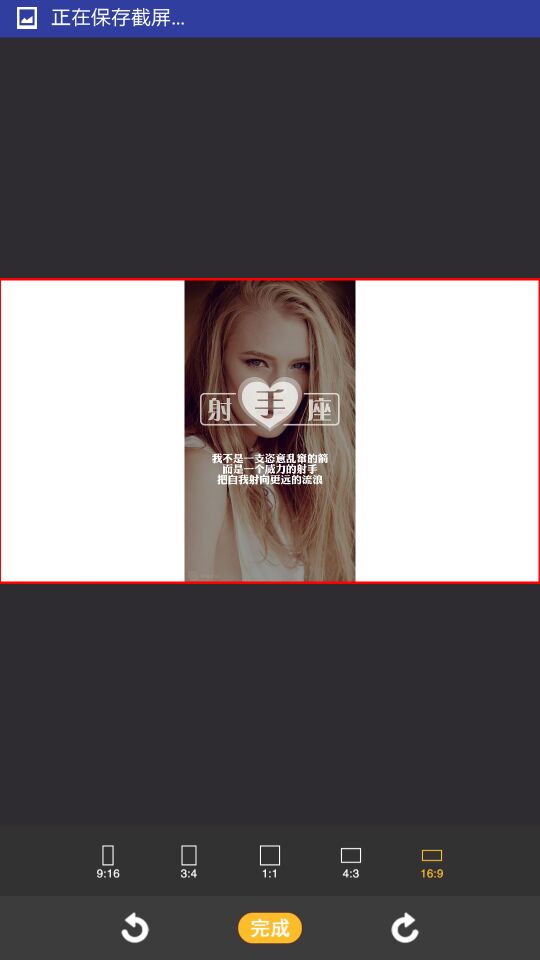 正在保存截屏...
射手座
我不是一支恣意乱窜的箭
而是一个威力的射手
把自我射向更远的流浪
9:16 3:4 1:1 4:3 16:9
完成